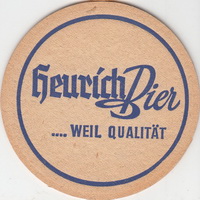 Heurich Bier
.... WEIL QUALITÄT